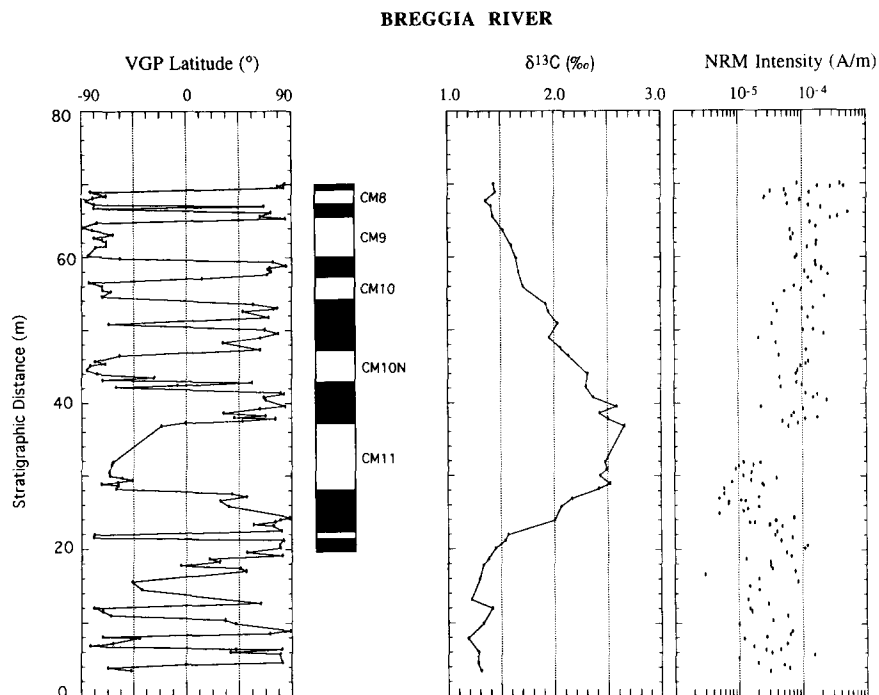 BREGGIA RIVER
VGP Latitude (°)
δ13C (‰)
NRM Intensity (A/m)
-90 0 90
1.0 2.0 3.0
10-5 10-4
80
60
40
20
0
Stratigraphic Distance (m)
CM8
CM9
CM10
CM10N
CM11